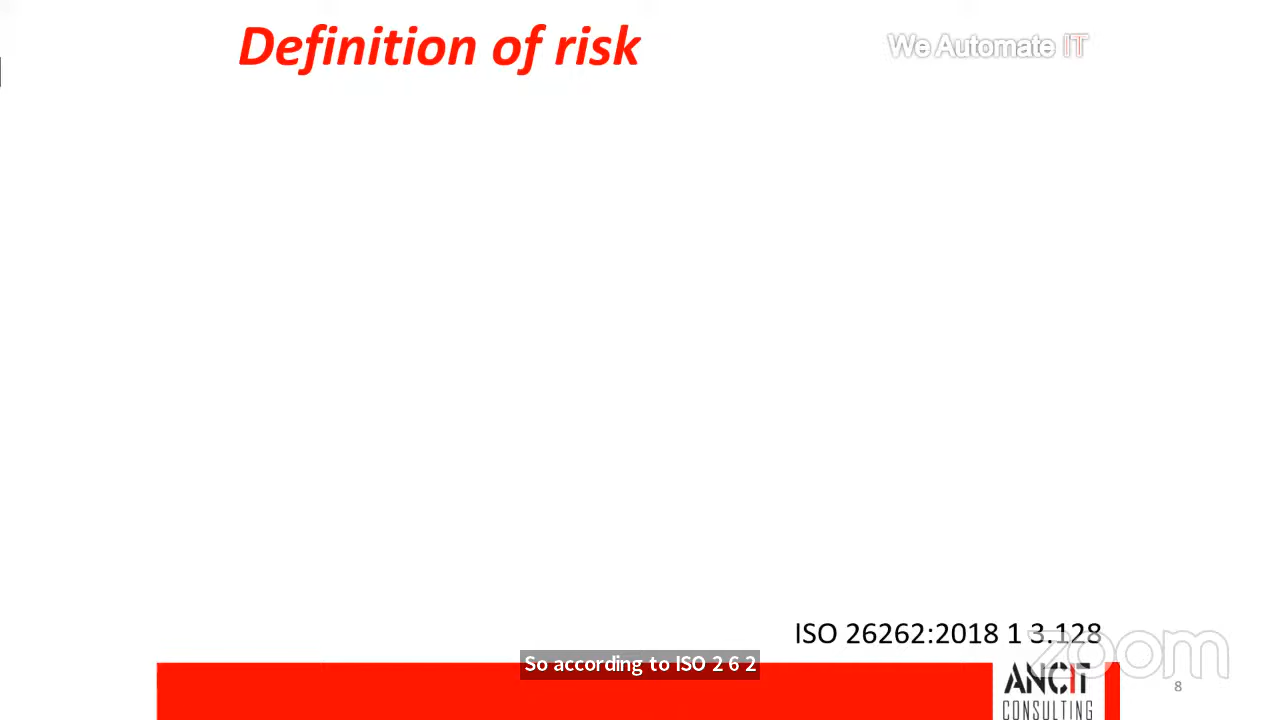 Definition of risk
We Automate IT
ISO 26262:2018 1 3.128
zoom
So according to ISO 2 6 2
ANCIT
CONSULTING
8